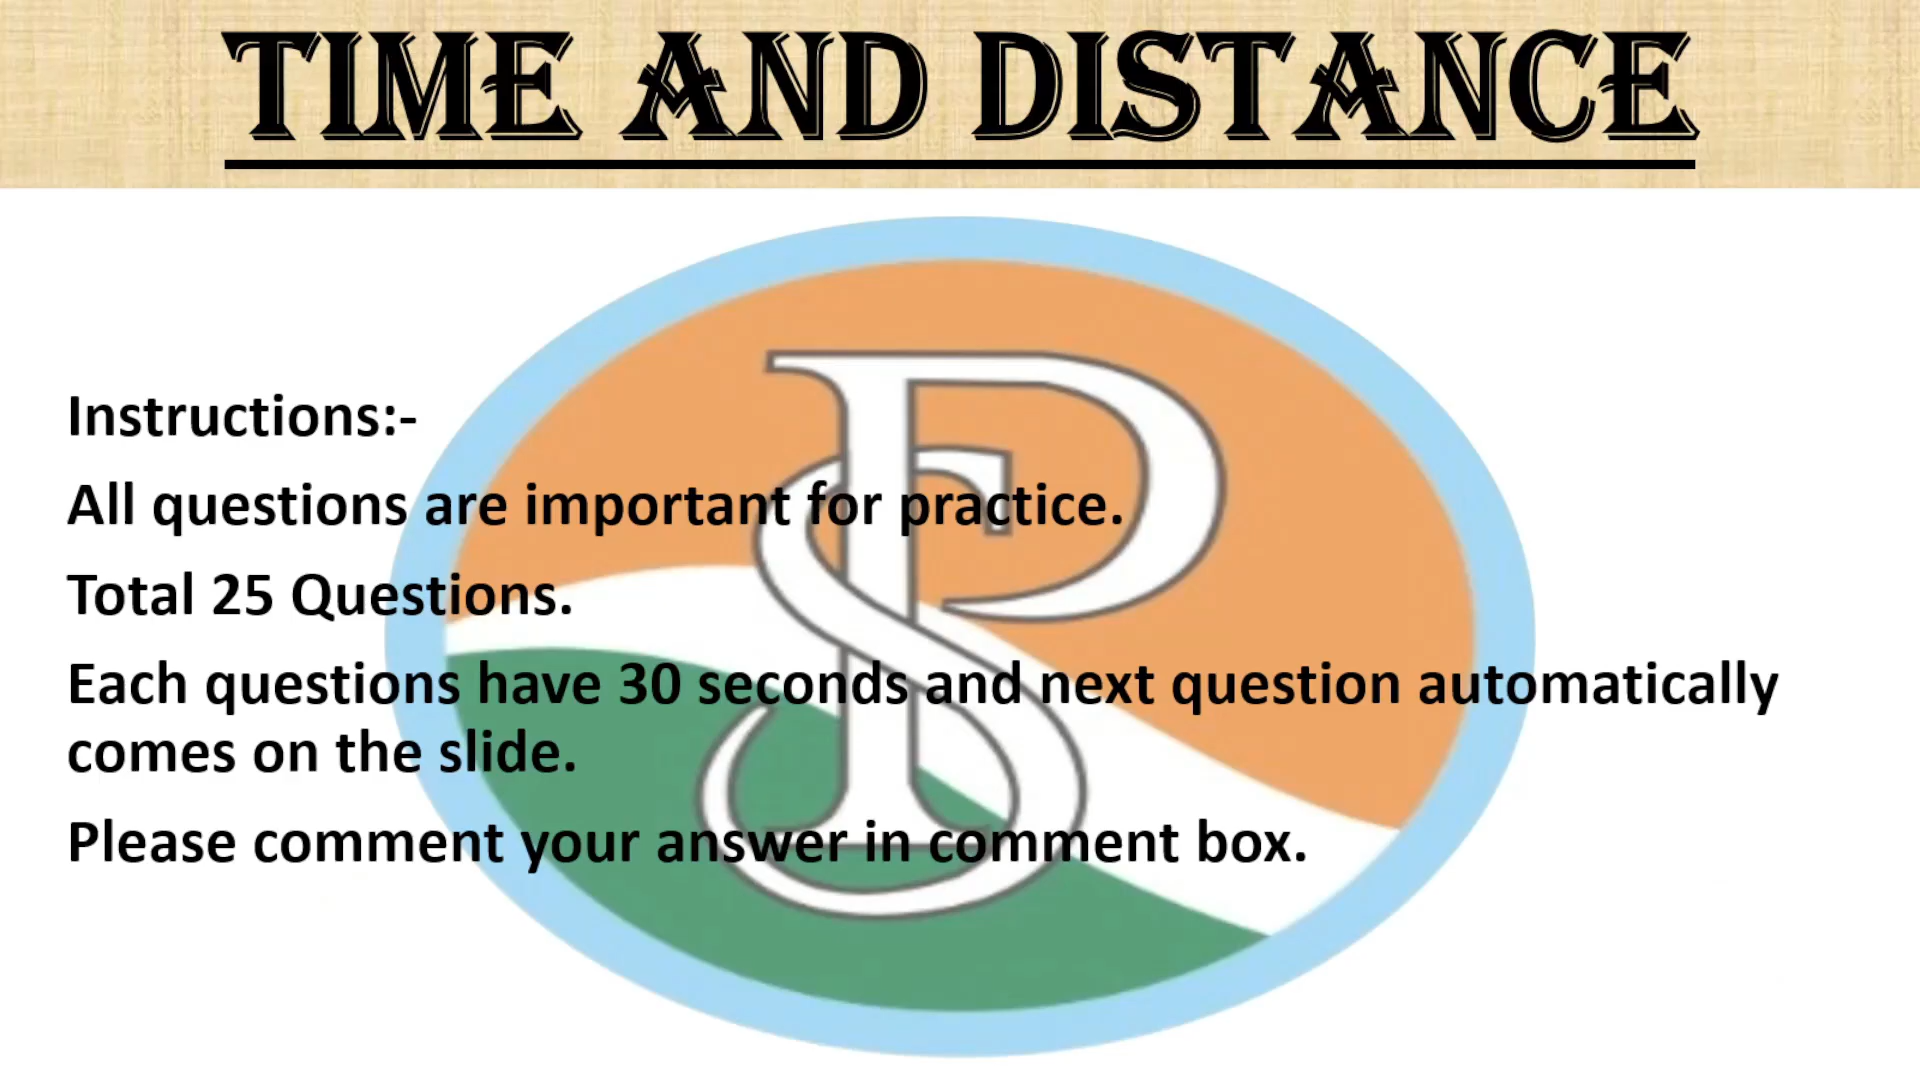 TIME AND DISTANCE
Instructions:-
All questions are important for practice.
Total 25 Questions.
Each questions have 30 seconds and next question automatically
comes on the slide.
Please comment your answer in comment box.